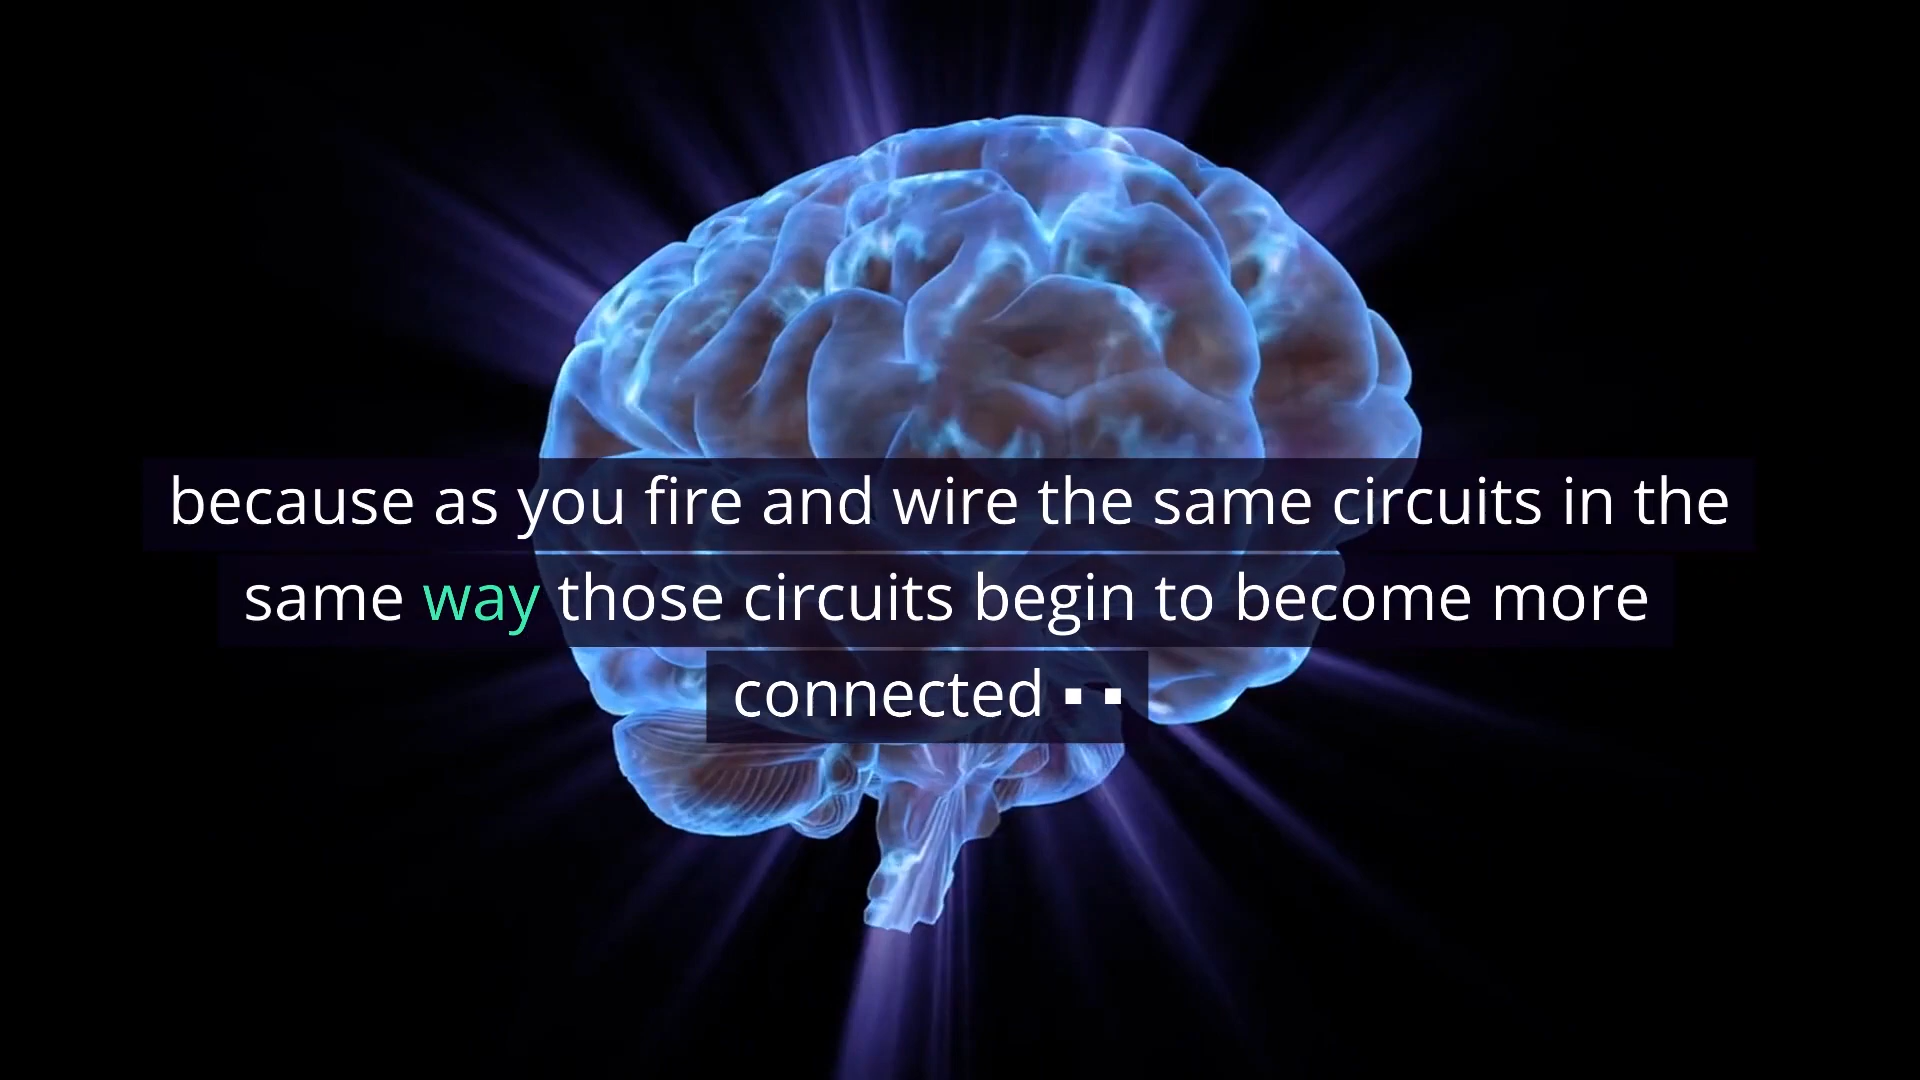 because as you fire and wire the same circuits in the
same way those circuits begin to become more
connected ▪ ▪